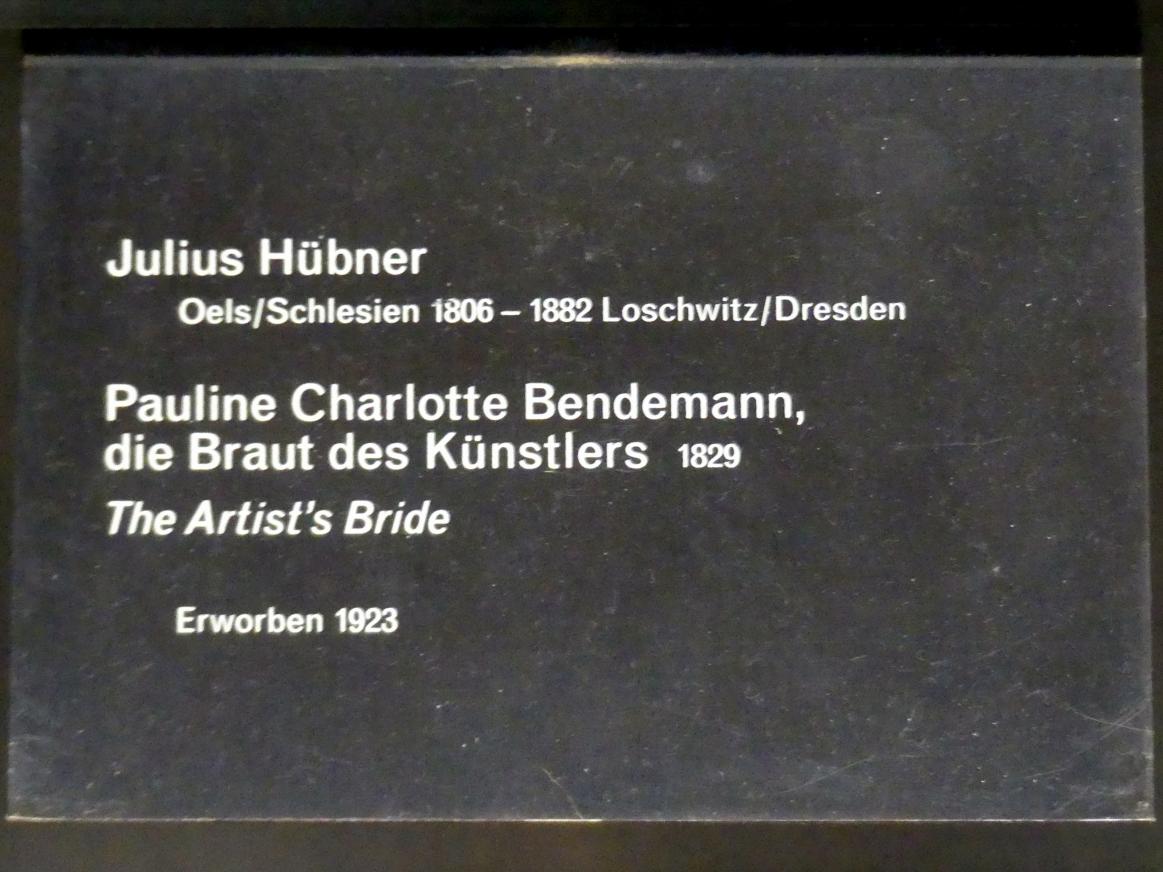 Julius Hübner
Oels/Schlesien 1806 – 1882 Loschwitz/Dresden
Pauline Charlotte Bendemann,
die Braut des Künstlers 1829
The Artist's Bride
Erworben 1923